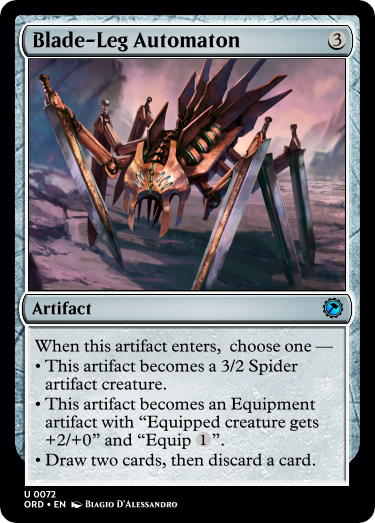 Blade-Leg Automaton 3
Artifact
When this artifact enters,  choose one —
• This artifact becomes a 3/2 Spider
artifact creature.
• This artifact becomes an Equipment
artifact with “Equipped creature gets
+2/+0” and “Equip 1”.
• Draw two cards, then discard a card.
U 0072
ORD • EN Biagio D'Alessandro